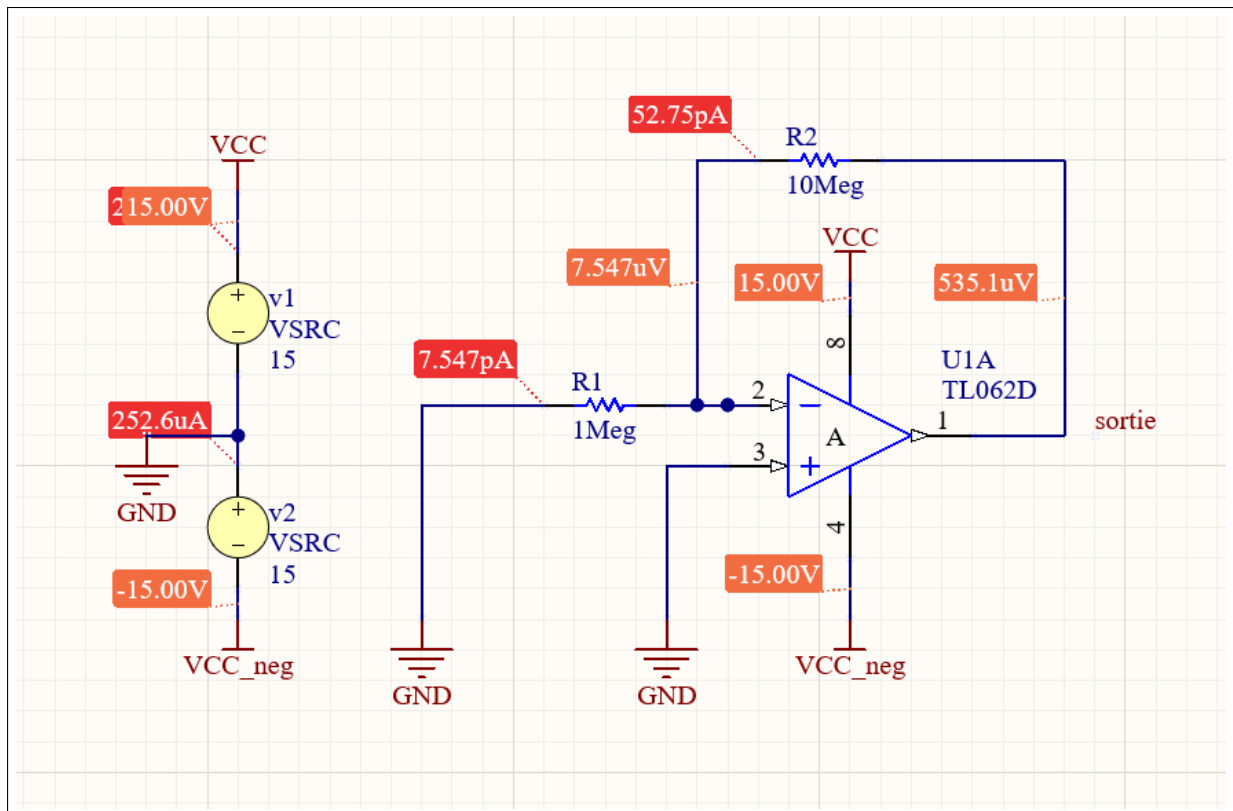 52.75pA
R2
10Meg
VCC
215.00V
7.547uV
VCC
15.00V
535.1uV
+
v1
VSRC
−
15
8
7.547pA
R1
1Meg
2
−
U1A
TL062D
252.6uA
A
1
sortie
3
+
GND
+
v2
VSRC
−
15
4
-15.00V
-15.00V
VCC_neg
GND
GND
VCC_neg